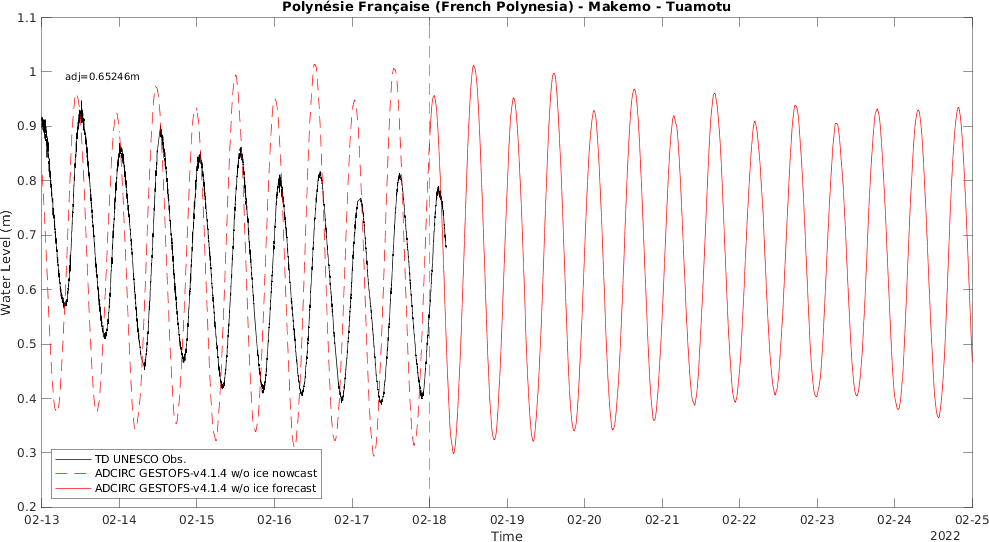 Polynésie Française (French Polynesia) - Makemo - Tuamotu
1.1
1
0.9
0.8
0.7
0.6
0.5
0.4
0.3
0.2
Water Level (m)
adj=0.65246m
TD UNESCO Obs.
ADCIRC GESTOFS-v4.1.4 w/o ice nowcast
ADCIRC GESTOFS-v4.1.4 w/o ice forecast
02-13 02-14 02-15 02-16 02-17 02-18 02-19 02-20 02-21 02-22 02-23 02-24 02-25
Time
2022